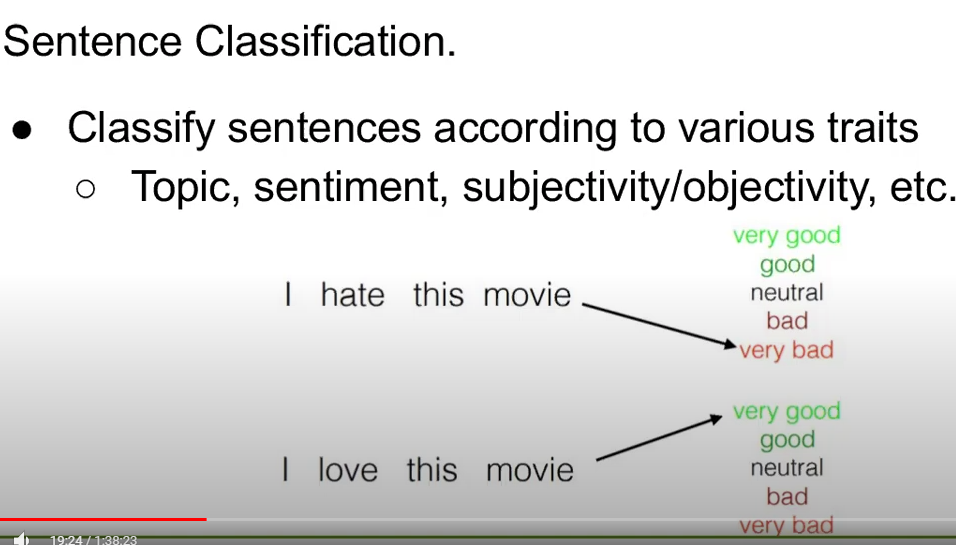 Sentence Classification.
● Classify sentences according to various traits
○ Topic, sentiment, subjectivity/objectivity, etc.
very good
good
I hate this movie
neutral
bad
very bad
very good
good
I love this movie
neutral
bad
very bad
19:24 / 1:38:23